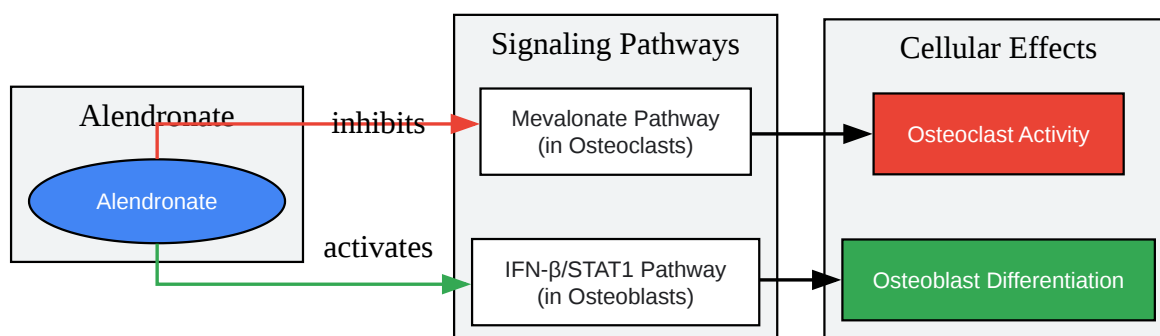 Alendronate
Alendronate
inhibits
activates
Signaling Pathways
Mevalonate Pathway
(in Osteoclasts)
IFN-β/STAT1 Pathway
(in Osteoblasts)
Cellular Effects
Osteoclast Activity
Osteoblast Differentiation